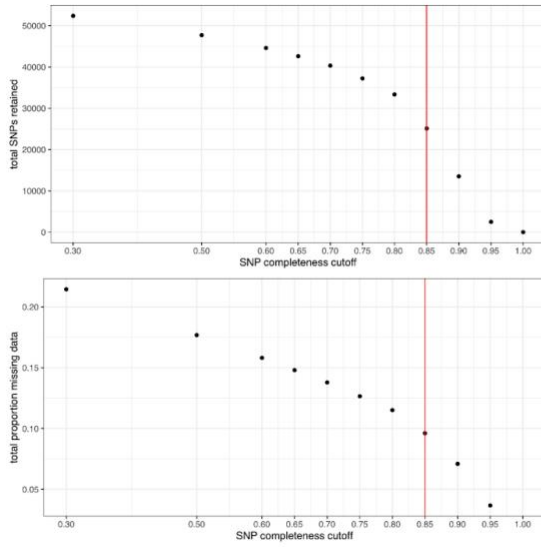 50000
40000
30000
20000
10000
0
total SNPs retained
0.30 0.50 0.60 0.65 0.70 0.75 0.80 0.85 0.90 0.95 1.00
SNP completeness cutoff
0.20
0.15
0.10
0.05
total proportion missing data
0.30 0.50 0.60 0.65 0.70 0.75 0.80 0.85 0.90 0.95 1.00
SNP completeness cutoff